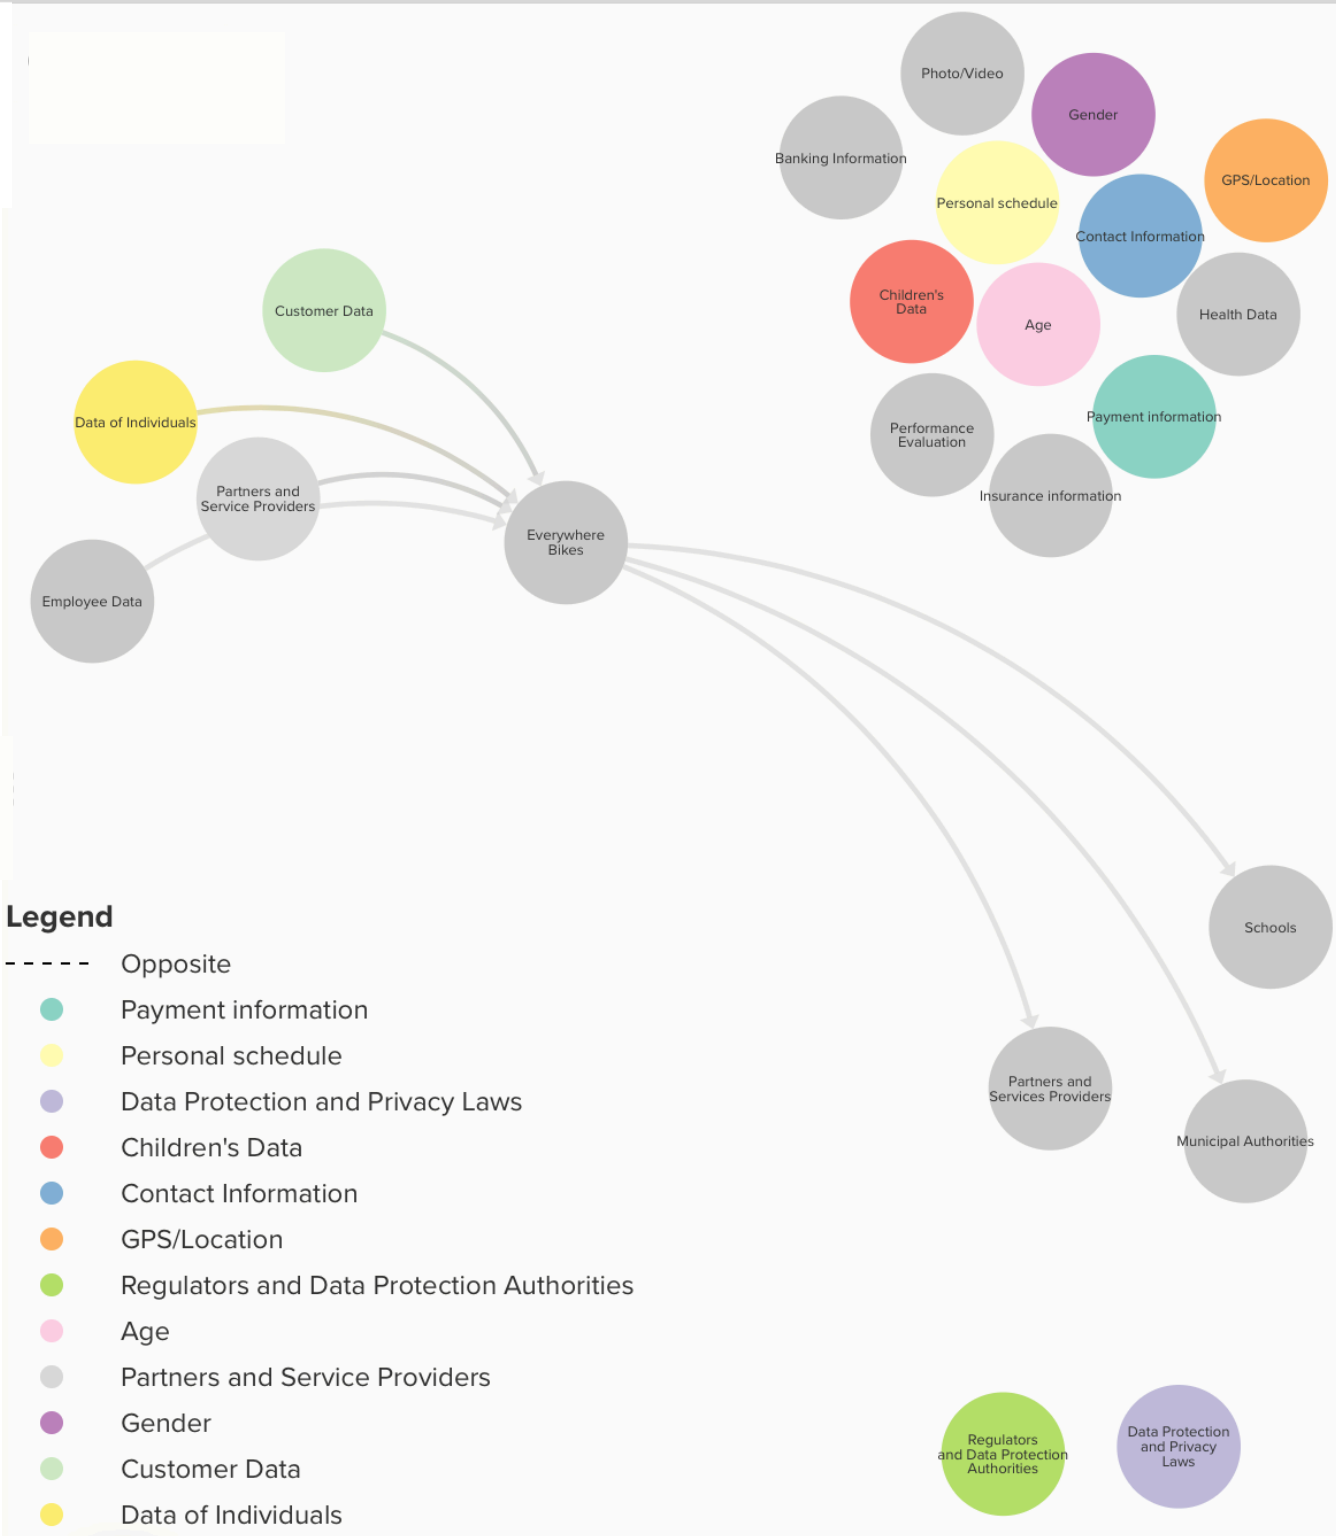 Photo/Video
Gender
Banking Information
GPS/Location
Personal schedule
Contact Information
Children's
Data
Age
Health Data
Customer Data
Data of Individuals
Payment information
Performance
Evaluation
Partners and
Service Providers
Insurance information
Everywhere
Bikes
Employee Data
Schools
Partners and
Services Providers
Municipal Authorities
Legend
Opposite
Payment information
Personal schedule
Data Protection and Privacy Laws
Children's Data
Contact Information
GPS/Location
Regulators and Data Protection Authorities
Age
Partners and Service Providers
Gender
Customer Data
Data of Individuals
Regulators
and Data Protection
Authorities
Data Protection
and Privacy
Laws